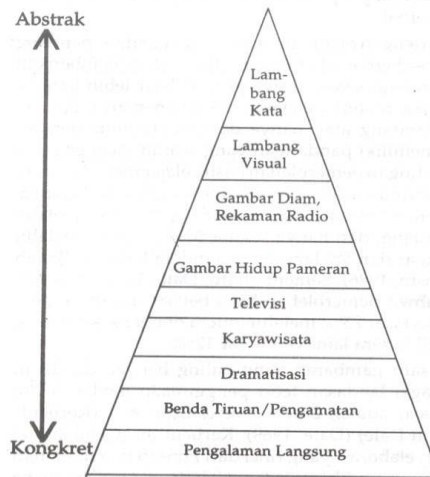 Abstrak
Lam-
bang
Kata
Lambang
Visual
Gambar Diam,
Rekaman Radio
Gambar Hidup Pameran
Televisi
Karyawisata
Dramatisasi
Benda Tiruan/Pengamatan
Pengalaman Langsung
Kongkret